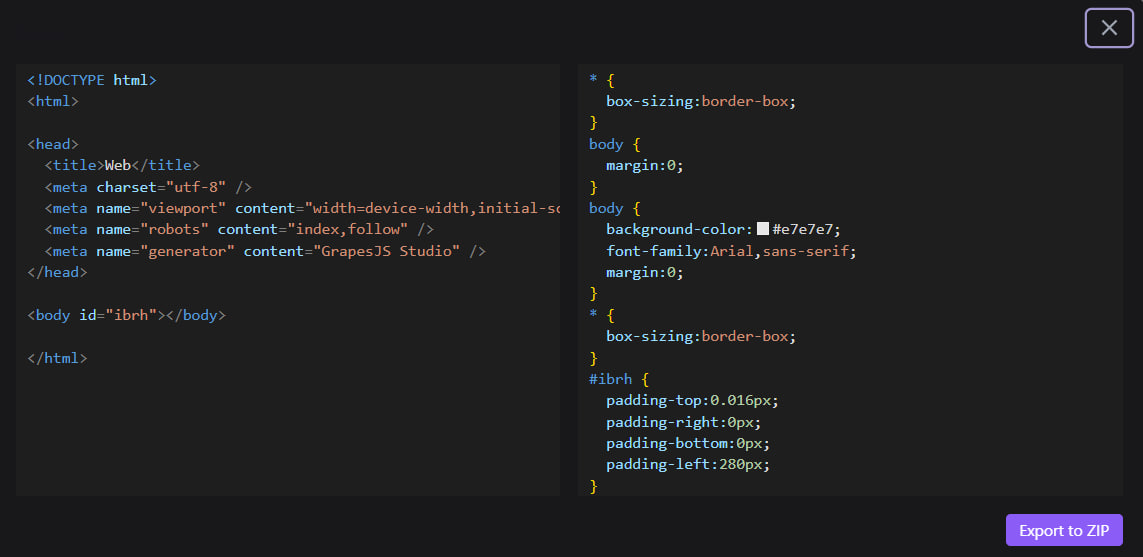 <!DOCTYPE html>
<html>
<head>
<title>Web</title>
<meta charset="utf-8" />
<meta name="viewport" content="width=device-width,initial-sc
<meta name="robots" content="index,follow" />
<meta name="generator" content="GrapesJS Studio" />
</head>
<body id="ibrh"></body>
</html>
* {
box-sizing:border-box;
}
body {
margin:0;
}
body {
background-color:#e7e7e7;
font-family:Arial,sans-serif;
margin:0;
}
* {
box-sizing:border-box;
}
#ibrh {
padding-top:0.016px;
padding-right:0px;
padding-bottom:0px;
padding-left:280px;
}
Export to ZIP